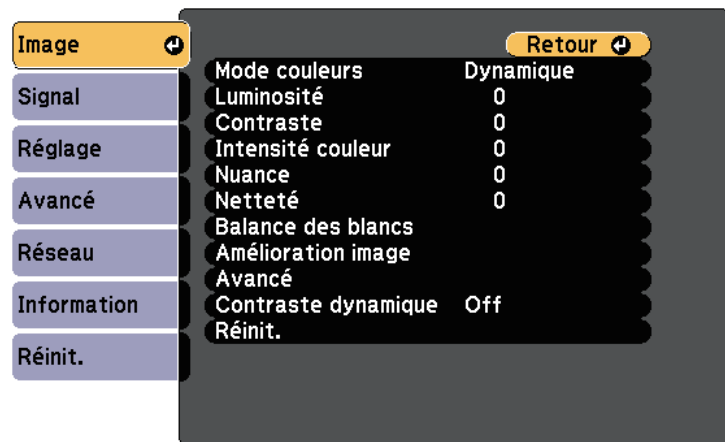 Image
Signal
Réglage
Avancé
Réseau
Information
Réinit.
Retour
Mode couleurs Dynamique
Luminosité 0
Contraste 0
Intensité couleur 0
Nuance 0
Netteté 0
Balance des blancs
Amélioration image
Avancé
Contraste dynamique Off
Réinit.